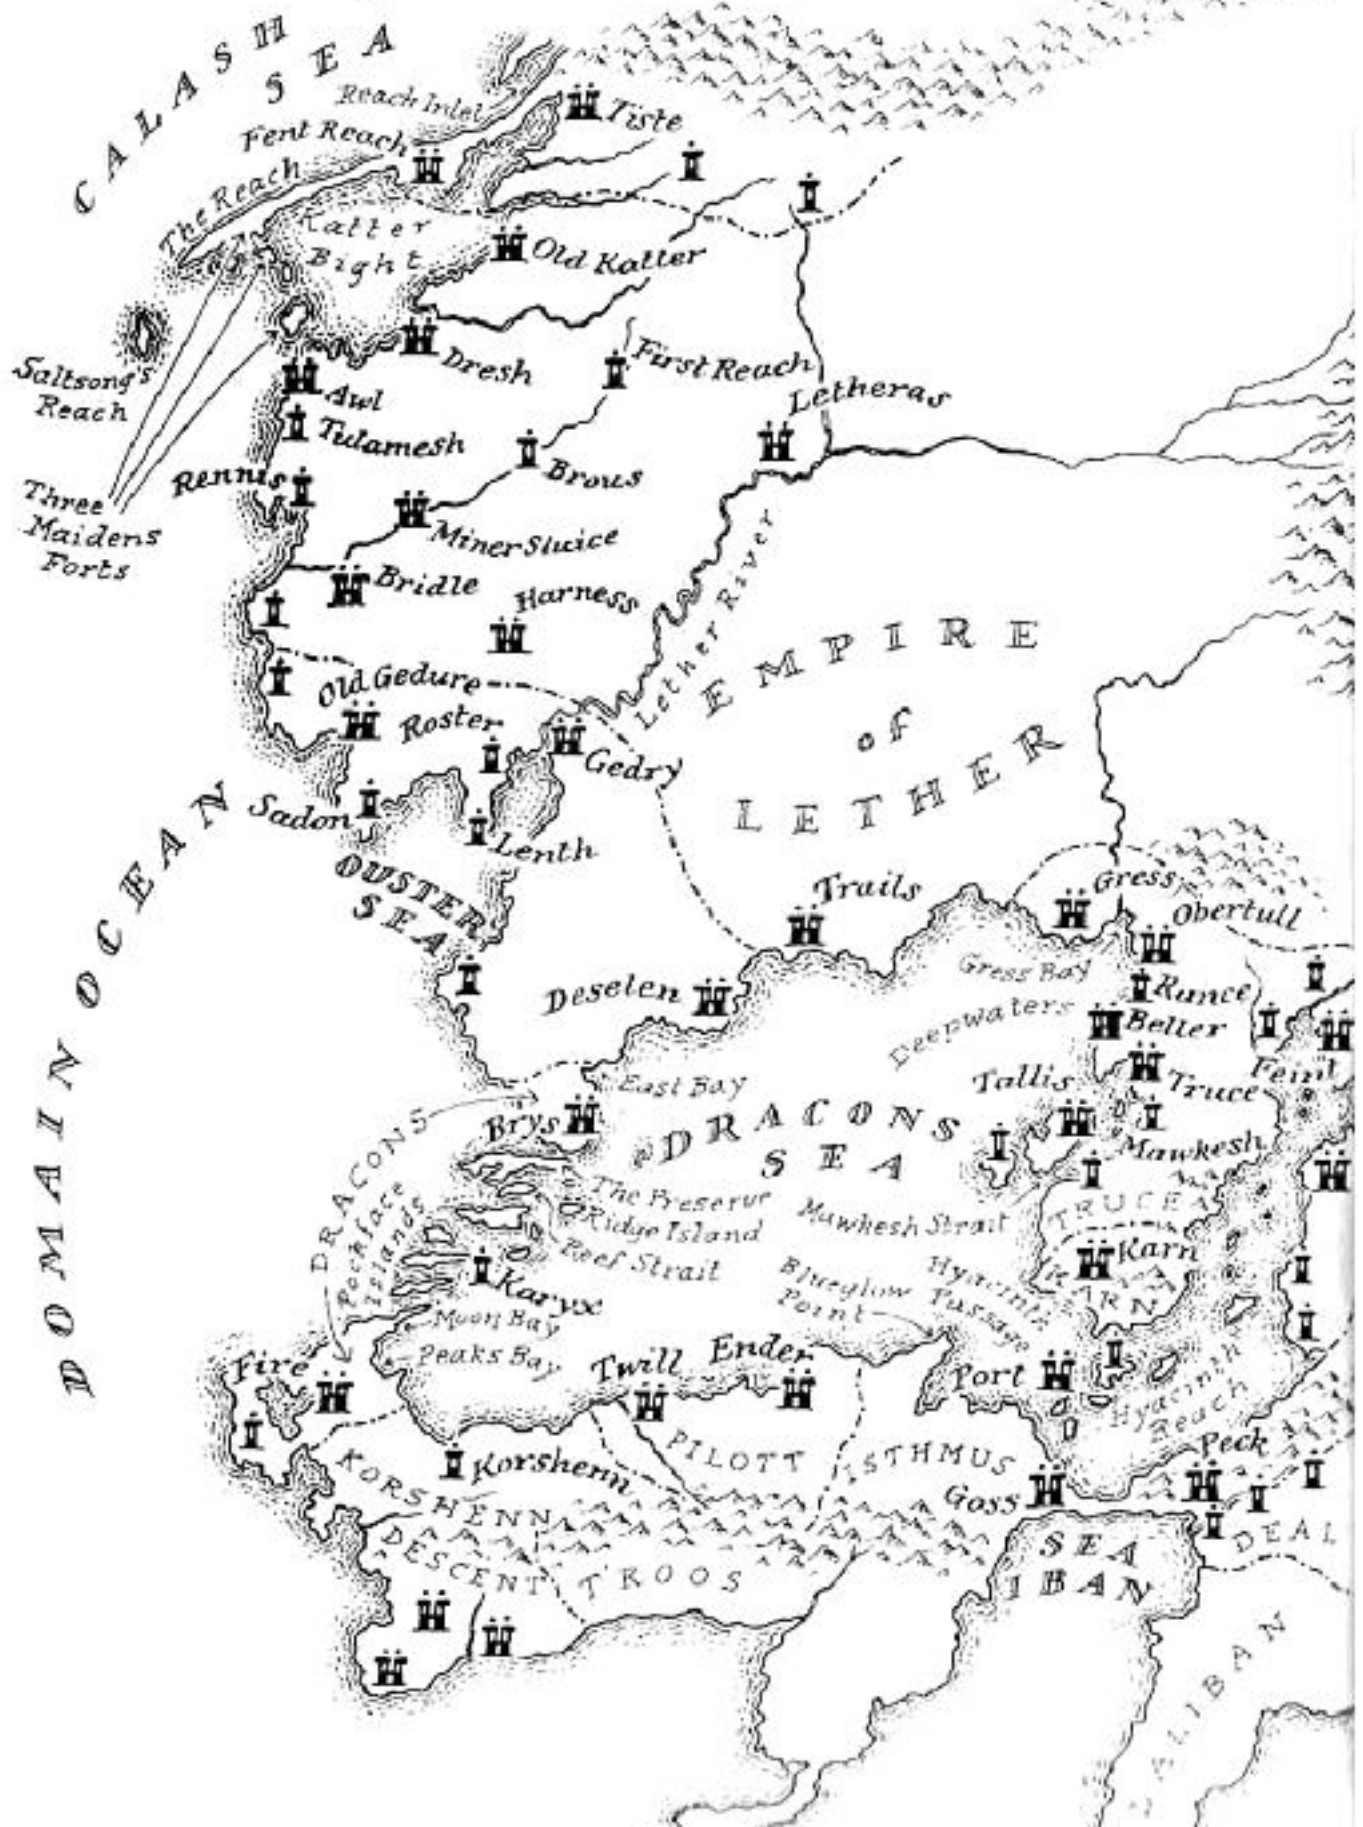 CALASH
SEA
Reach Inlet
Tiste
Fent Reach
The Reach
Katter
Bight
Old Katter
Saltsong's
Reach
Dresh
First Reach
Awl
Letheras
Tulamesh
Rennis
Brous
Three
Maidens
Forts
Miner Sluice
Bridle
Harness
Lether River
EMPIRE
of
LETHER
Old Gedure
Roster
Gedry
Sadon
Lenth
OUSTER
SEA
DOMAIN OCEAN
Trails
Gress
Obertull
Gress Bay
Deselen
Runce
Deepwaters
Beller
East Bay
Tallis
Truce
Feint
DRACONS
Brys
DRACONS
SEA
Mawkesh
The Preserve
Ridge Island
Reef Strait
Mawkesh Strait
TRUCE
Pockface
Islands
Karyx
Blueglow
Point
Hyacinth
Passage
Karn
KARN
Moon Bay
Peaks Bay
Fire
Twill
Ender
Port
Hyacinth
Reach
Peck
Korshenn
PILOTT
ISTHMUS
Goss
KORSHENN
DESCENT
TROOS
SEA
IBAN
DEAL